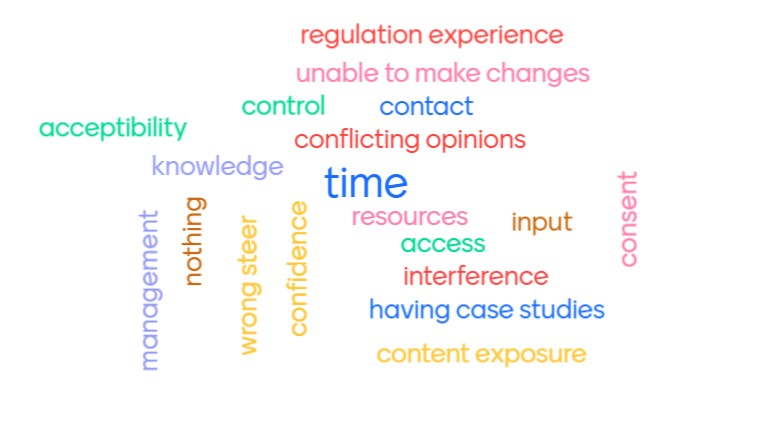 regulation experience
unable to make changes
control
contact
acceptibility
conflicting opinions
knowledge
time
consent
nothing
confidence
resources
input
management
wrong steer
access
interference
having case studies
content exposure